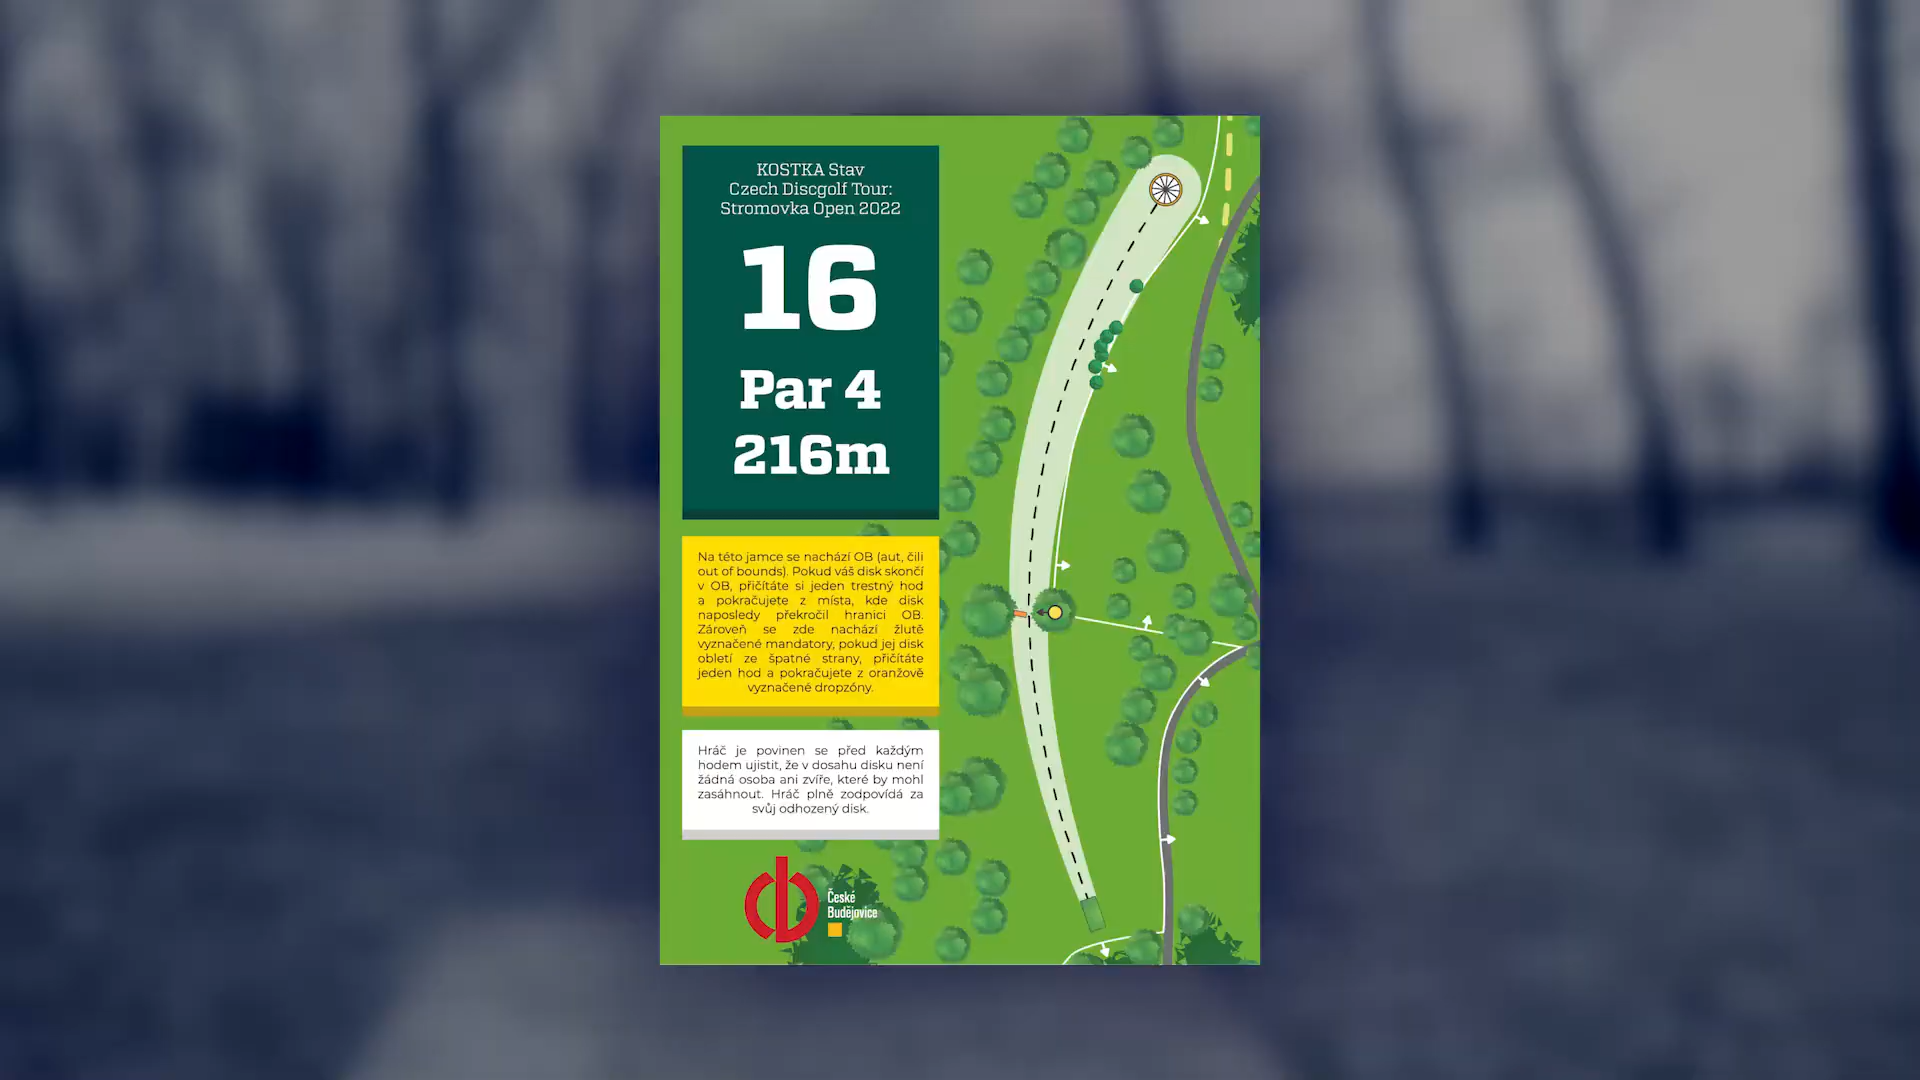 KOSTKA Stav
Czech Discgolf Tour:
Stromovka Open 2022
16
Par 4
216m
Na této jamce se nachází OB (aut, čili
out of bounds). Pokud váš disk skončí
v OB, přičítáte si jeden trestný hod
a pokračujete z místa, kde disk
naposledy překročil hranici OB.
Zároveň se zde nachází žlutě
vyznačené mandatory, pokud jej disk
obletí ze špatné strany, přičítáte
jeden hod a pokračujete z oranžově
vyznačené dropzóny.
Hráč je povinen se před každým
hodem ujistit, že v dosahu disku není
žádná osoba ani zvíře, které by mohl
zasáhnout. Hráč plně zodpovídá za
svůj odhozený disk.
České
Budějovice